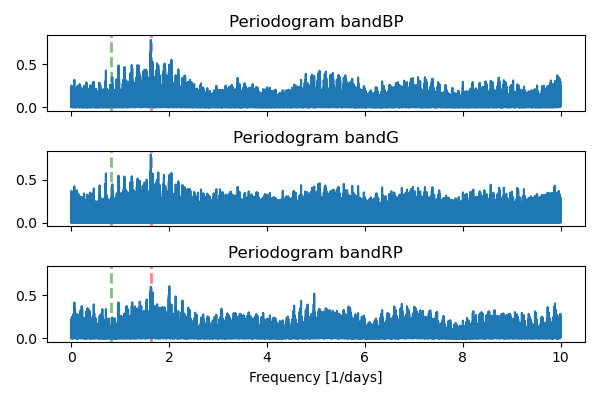 Periodogram bandBP
0.5
0.0
Periodogram bandG
0.5
0.0
Periodogram bandRP
0.5
0.0
0 2 4 6 8 10
Frequency [1/days]